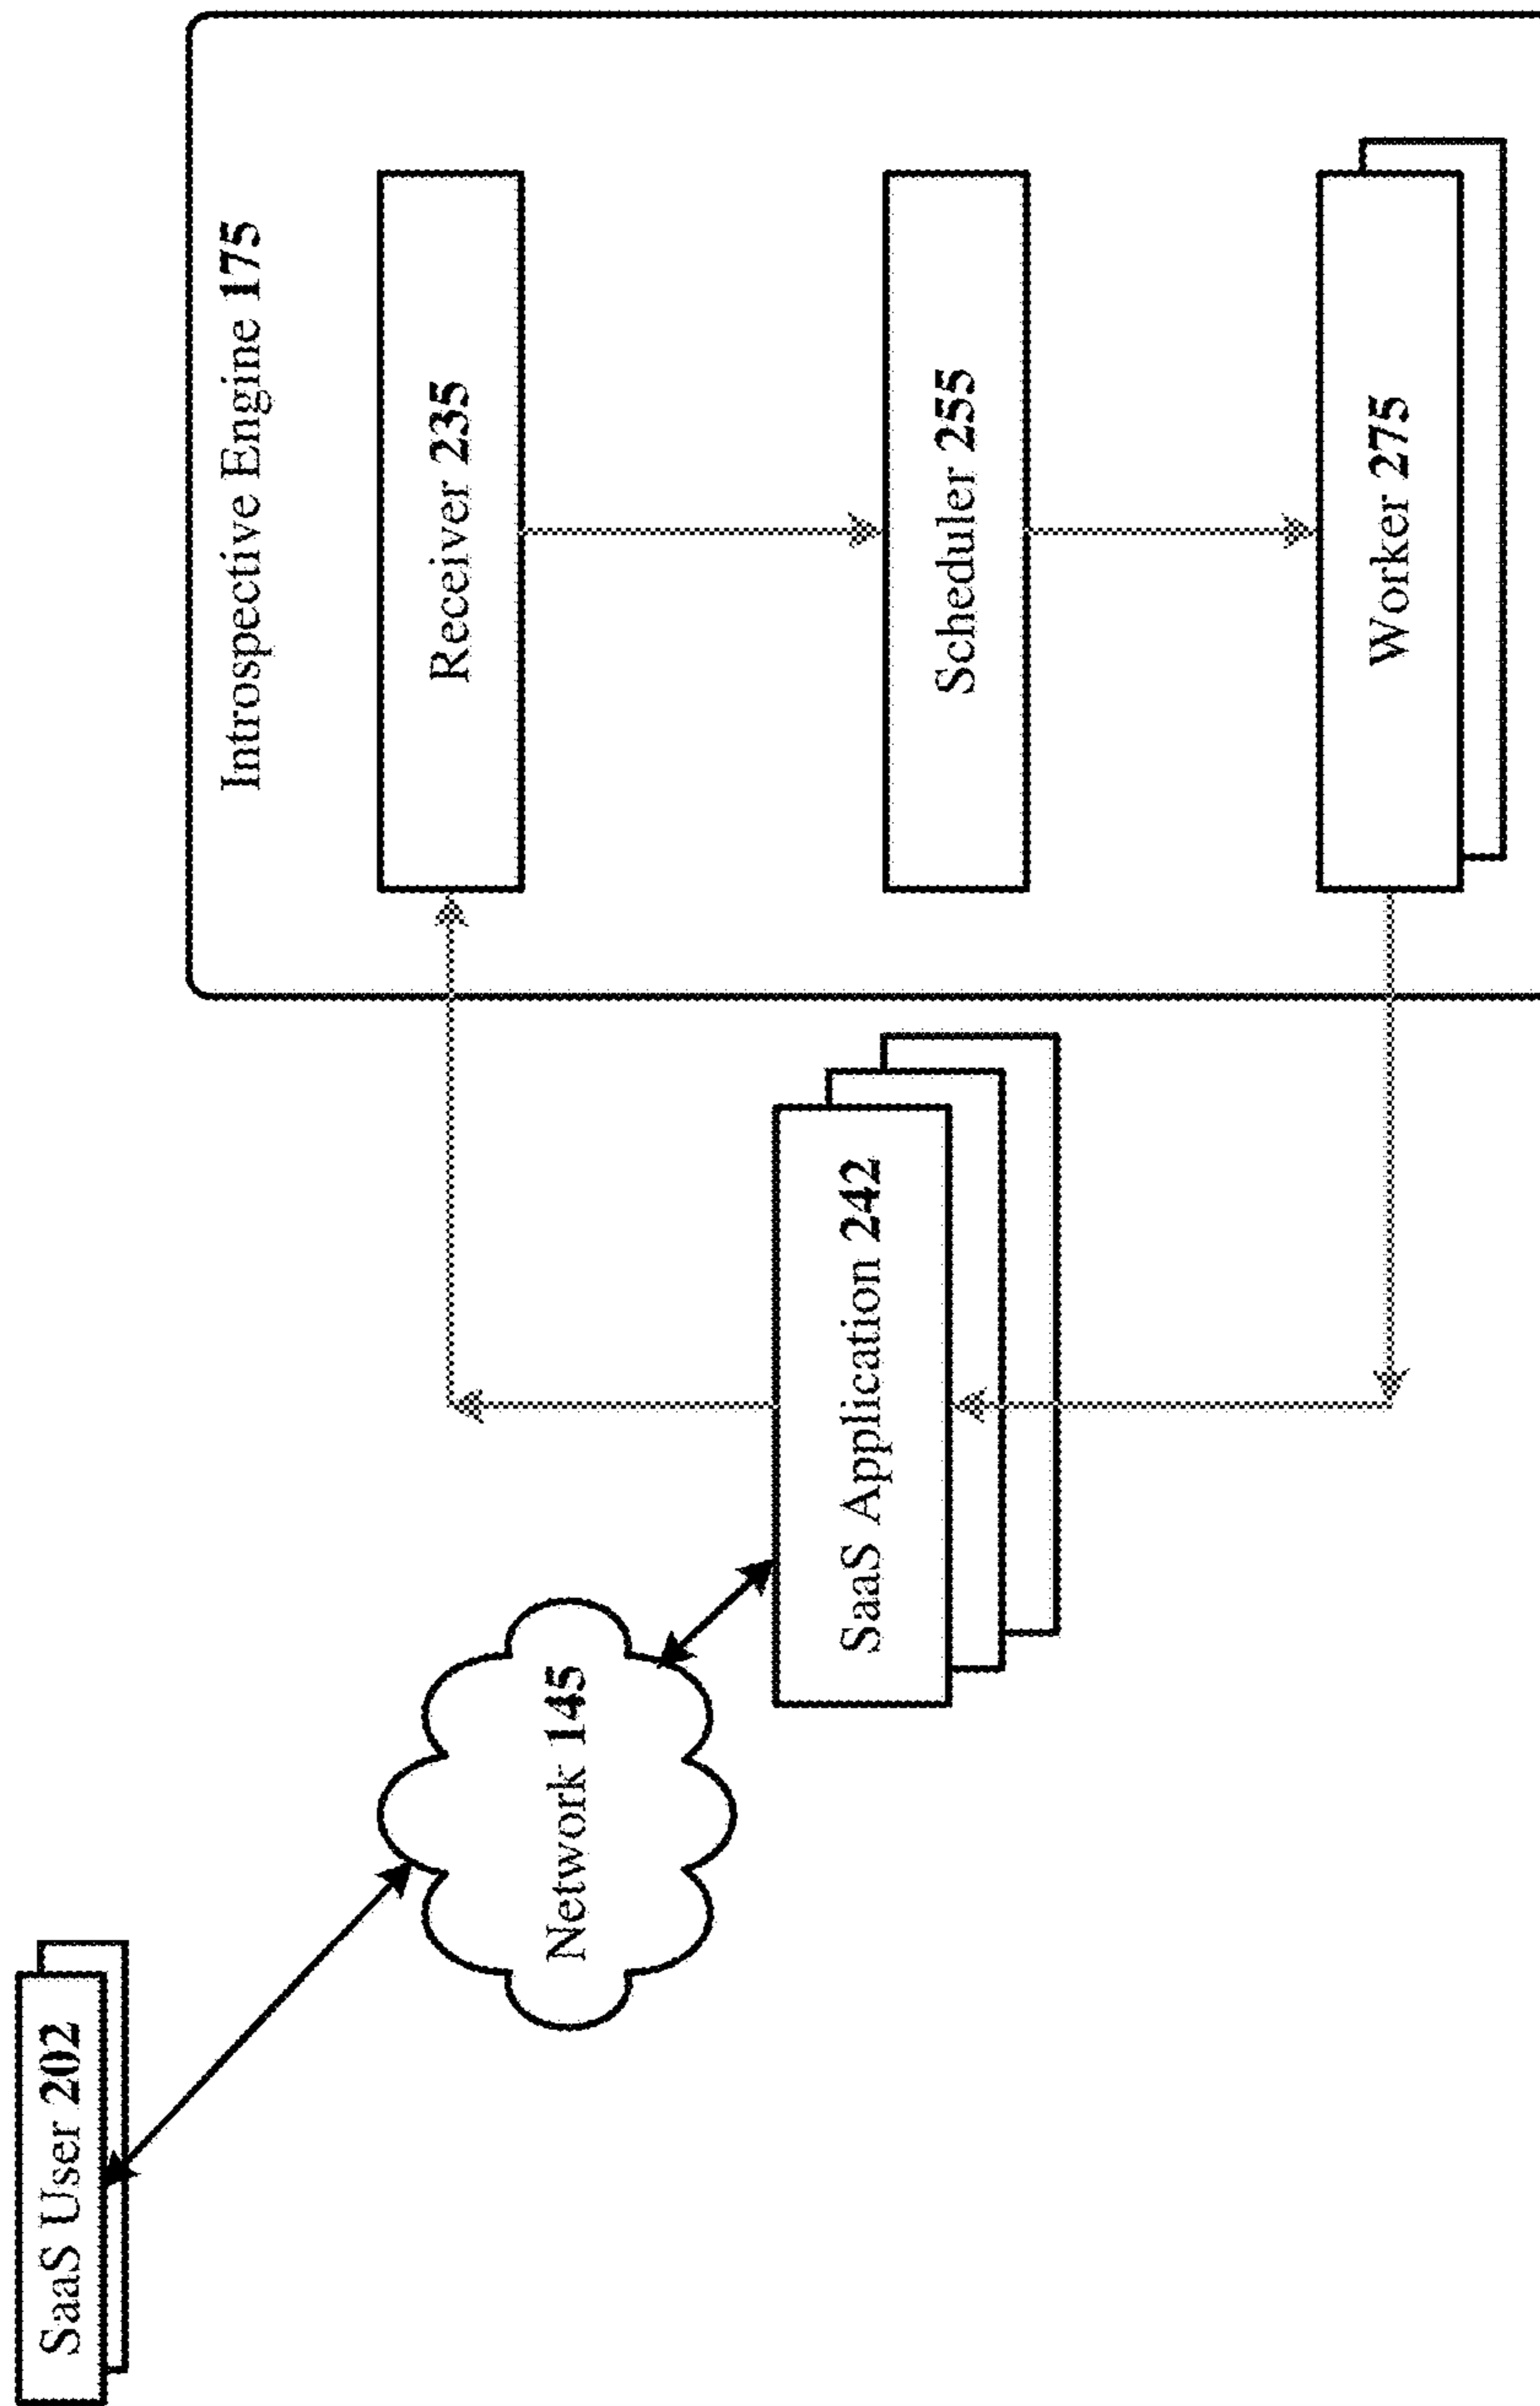 SaaS User 202
Network 145
SaaS Application 242
Introspective Engine 175
Receiver 235
Scheduler 255
Worker 275